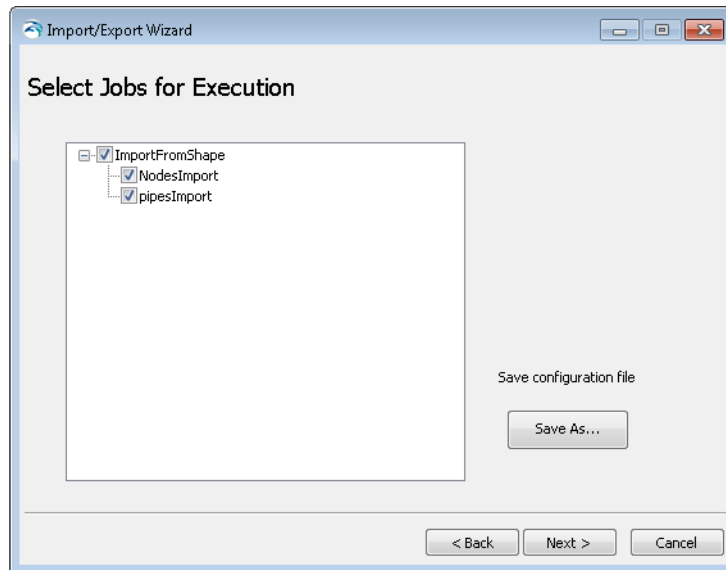 Import/Export Wizard
Select Jobs for Execution
ImportFromShape
NodesImport
pipesImport
Save configuration file
Save As...
< Back
Next >
Cancel